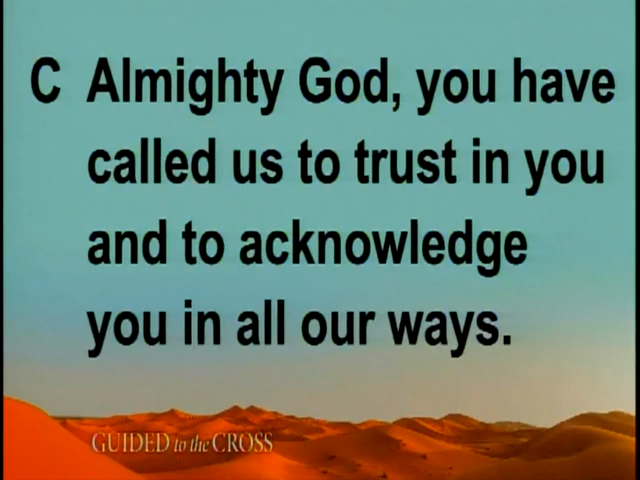 C Almighty God, you have
called us to trust in you
and to acknowledge
you in all our ways.
GUIDED to the CROSS